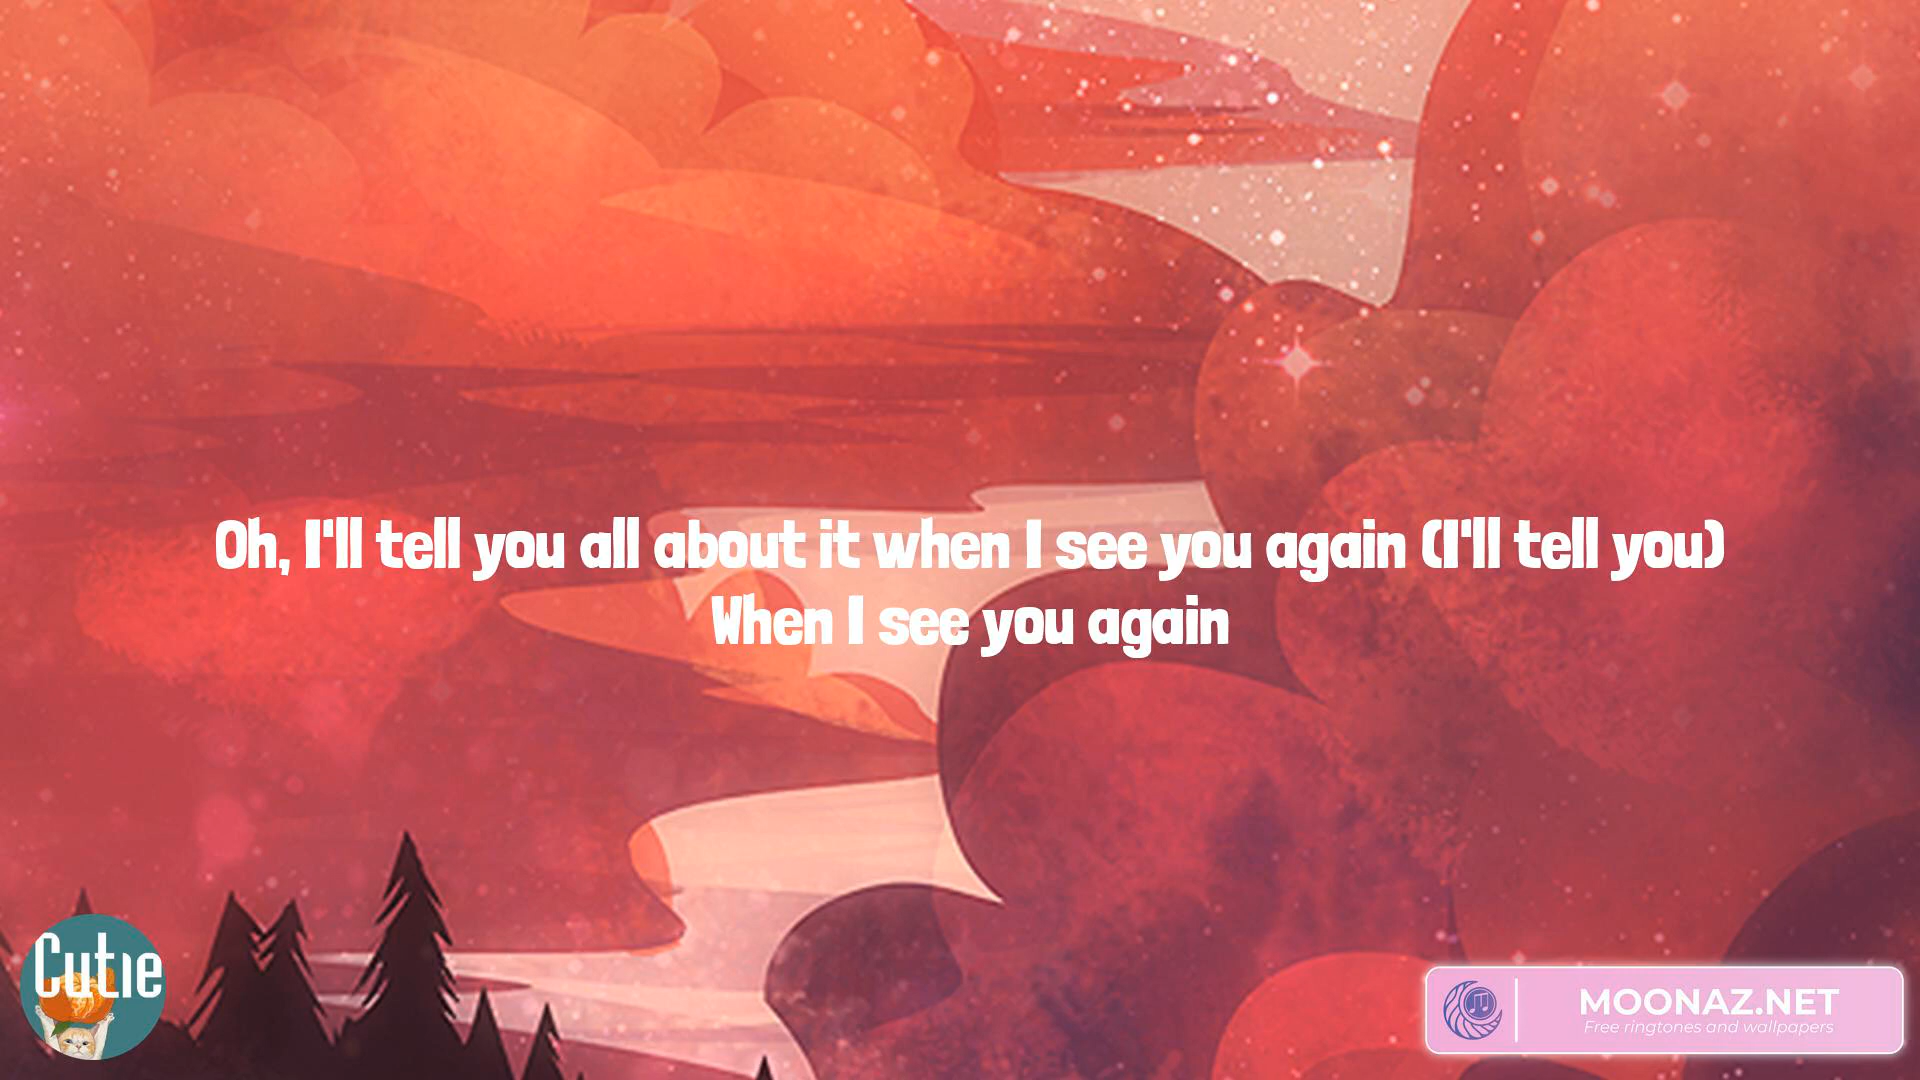 Oh, I'll tell you all about it when I see you again (I'll tell you)
When I see you again
Cutie
MOONAZ.NET
Free ringtones and wallpapers